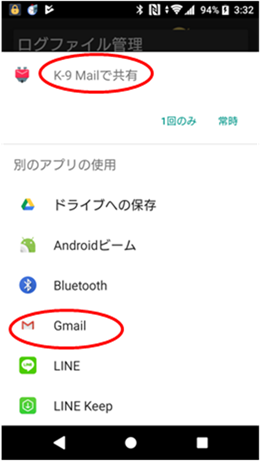 94% 3:32
ログファイル管理
K-9 Mailで共有
1回のみ 常時
別のアプリの使用
ドライブへの保存
Androidビーム
Bluetooth
Gmail
LINE
LINE Keep